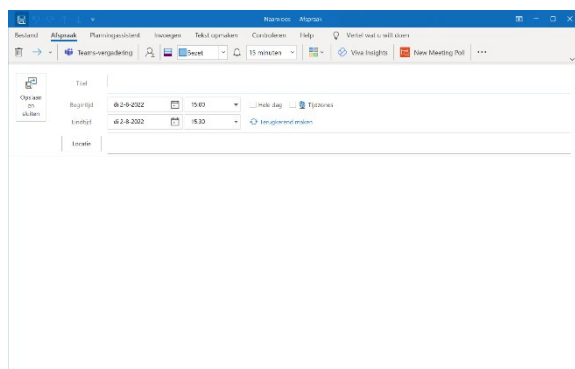 Naamloos - Afspraak
Bestand Afspraak Planningsassistent Invoegen Tekst opmaken Controleren Help Vertel wat u wilt doen
Teams-vergadering Bezet 15 minuten Viva Insights New Meeting Poll ...
Opslaan
en
sluiten
Titel
Begintijd di 2-8-2022 15:00 Hele dag Tijdzones
Eindtijd di 2-8-2022 15:30 Terugkerend maken
Locatie